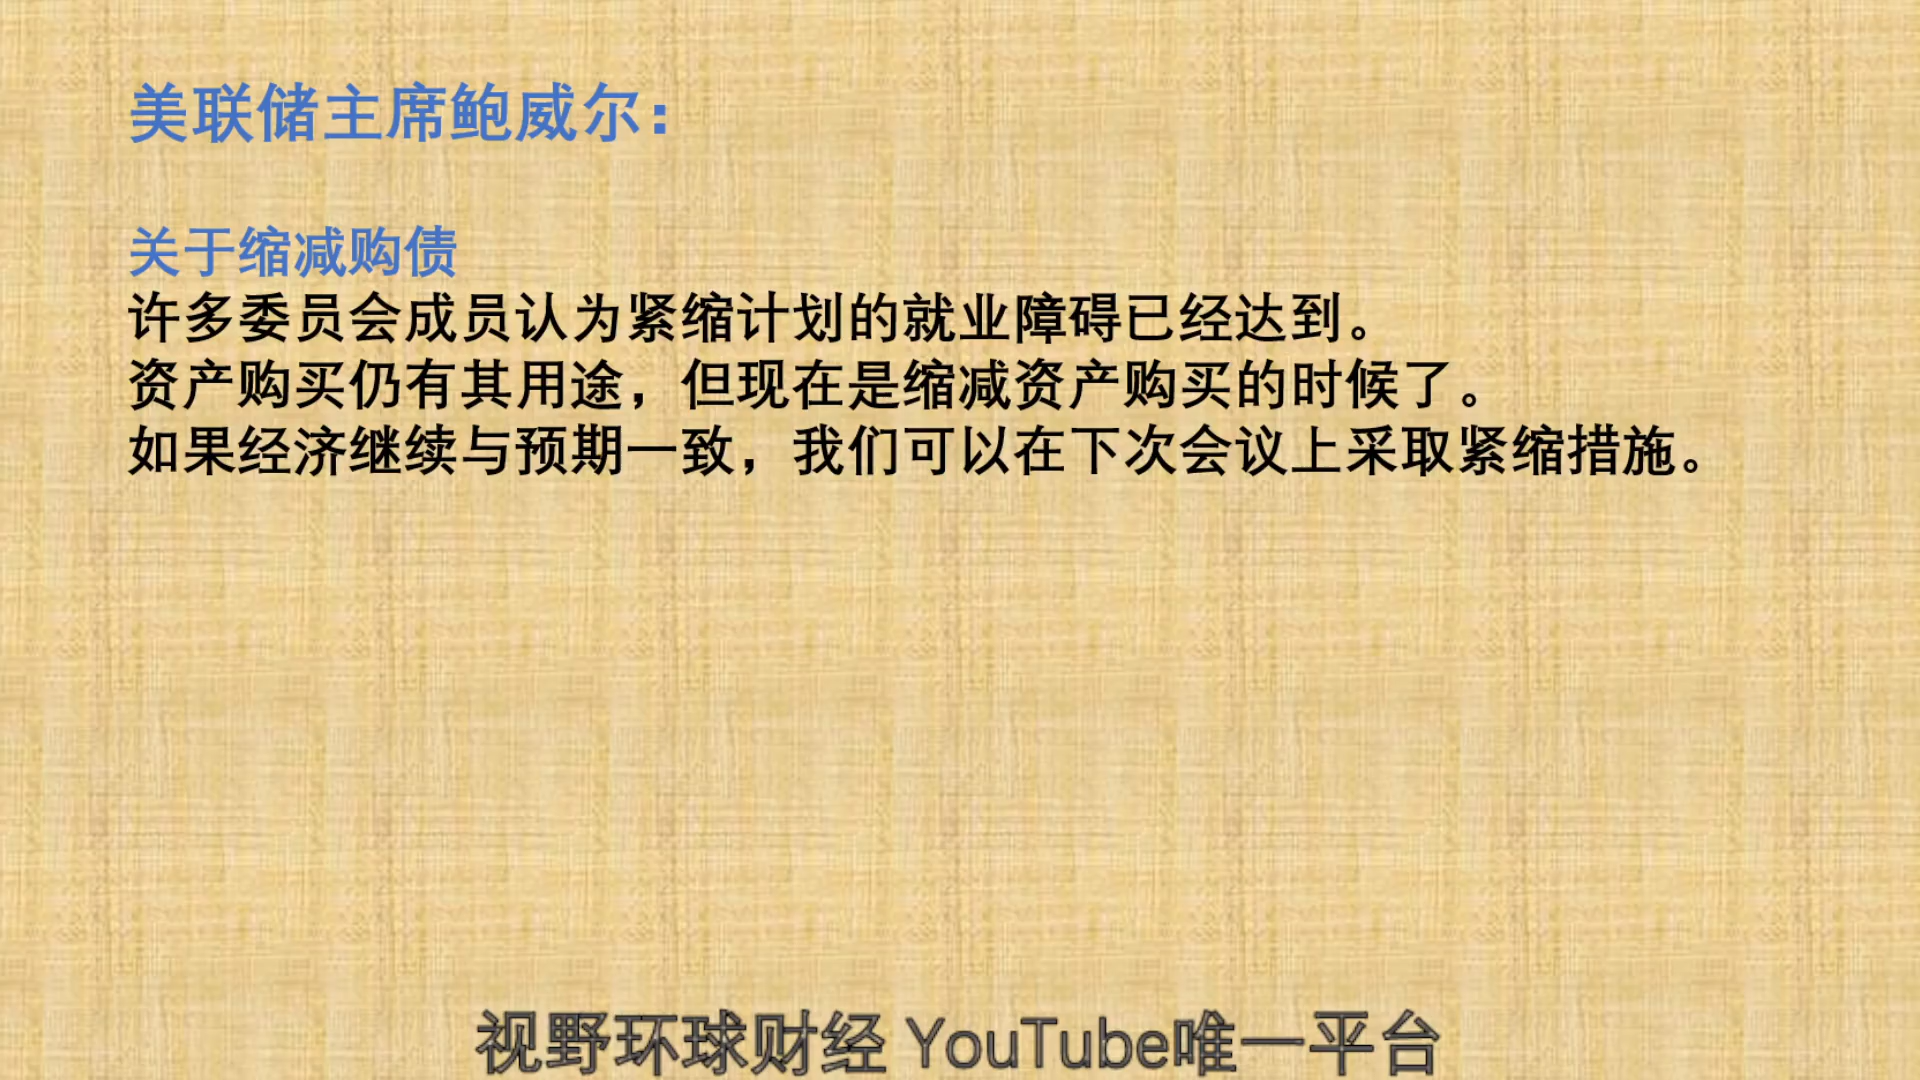 美联储主席鲍威尔：
关于缩减购债
许多委员会成员认为紧缩计划的就业障碍已经达到。
资产购买仍有其用途，但现在是缩减资产购买的时候了。
如果经济继续与预期一致，我们可以在下次会议上采取紧缩措施。
视野环球财经 YouTube唯一平台